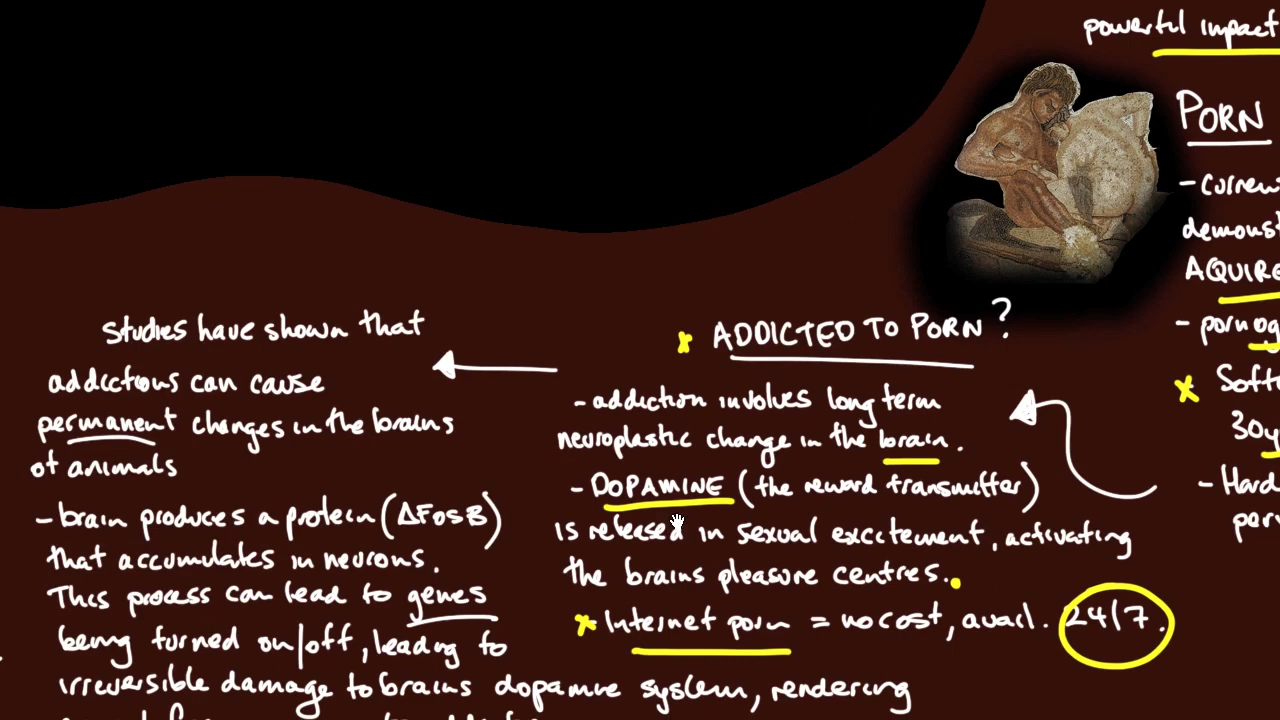 powerful impact
PORN
- curren
demonst
AQUIRE
- pornog
Softc
30y
- Hard
per
ADDICTED TO PORN?
- addiction involves long term
neuroplastic change in the brain.
- DOPAMINE (the reward transmitter)
is released in sexual excitement, activating
the brains pleasure centres.
Internet porn = no cost, avail. 24/7.
Studies have shown that
addictions can cause
permanent changes in the brains
of animals
- brain produces a protein (ΔFosB)
that accumulates in neurons.
This process can lead to genes
being turned on/off, leading to
irreversible damage to brains dopamine system, rendering